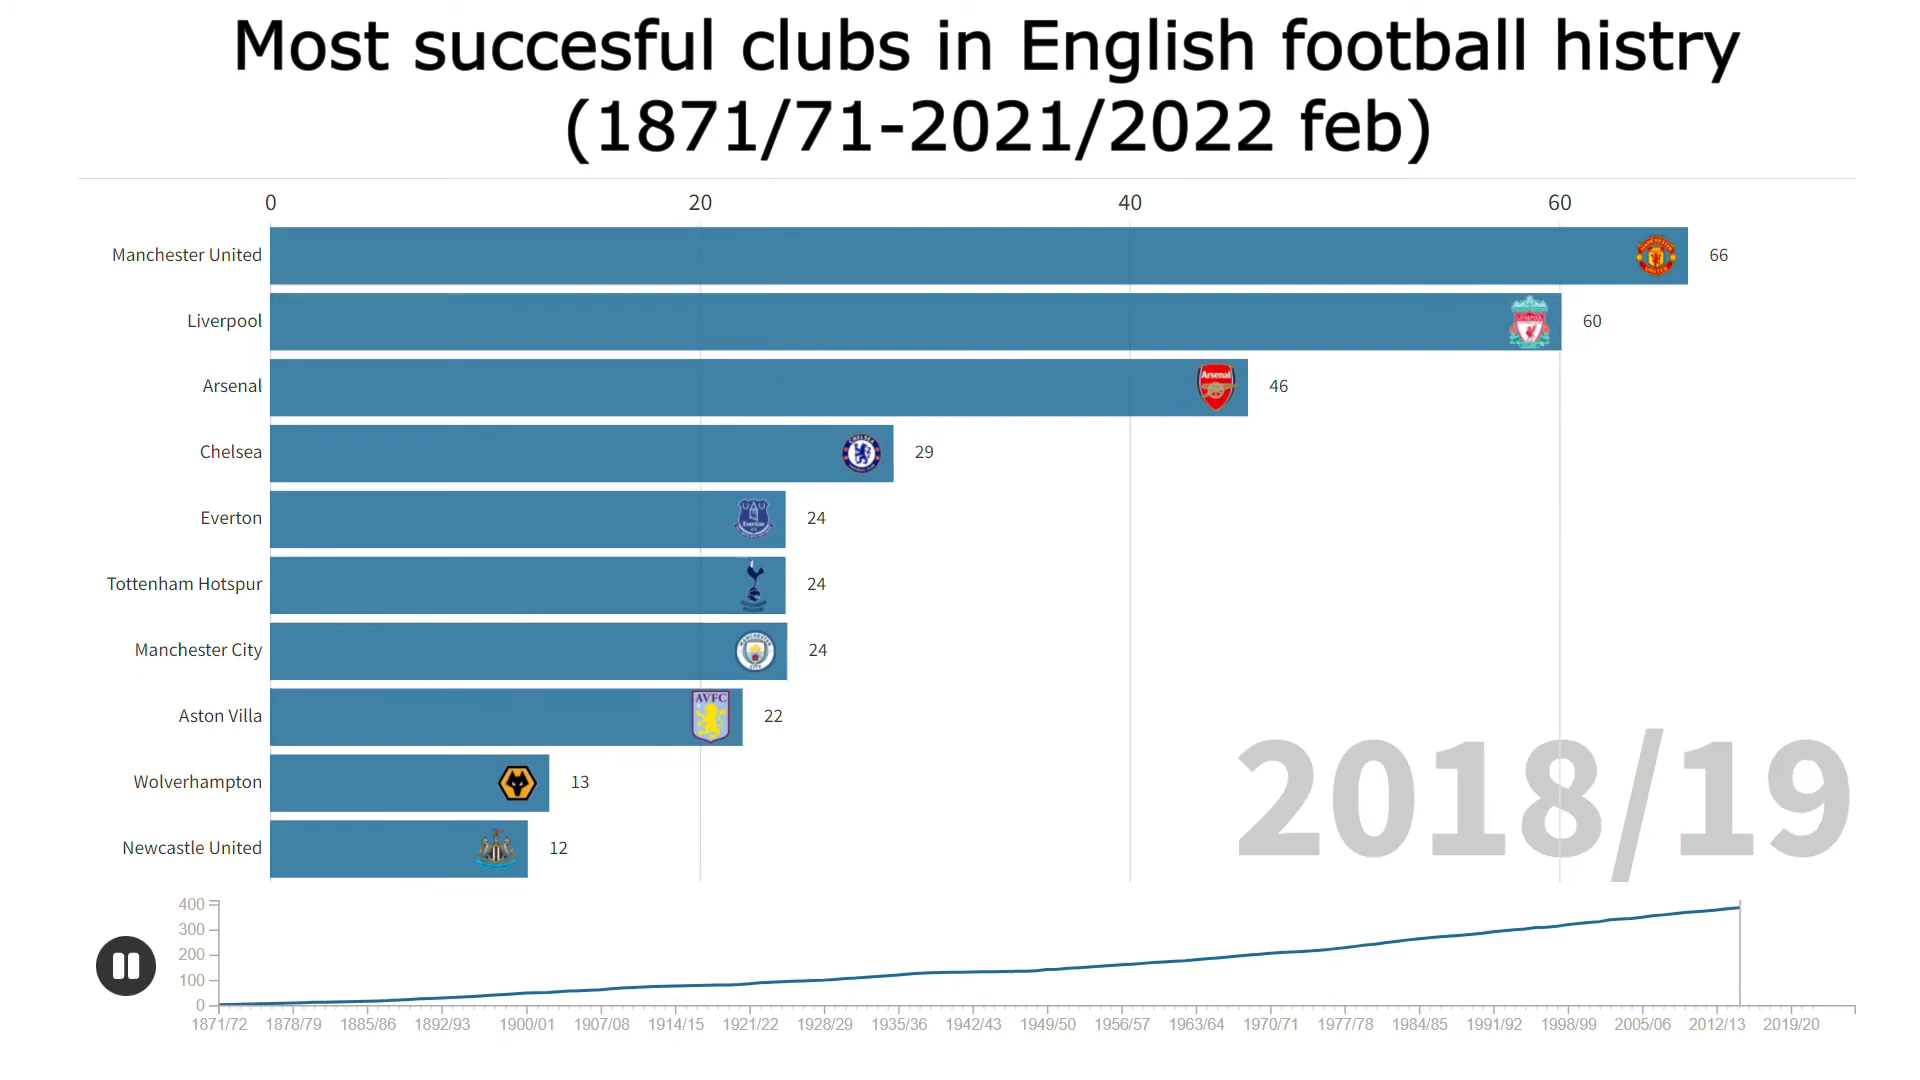 Most succesful clubs in English football histry
(1871/71-2021/2022 feb)
0 20 40 60
Manchester United 66
Liverpool 60
Arsenal Arsenal 46
Chelsea 29
Everton Everton 24
Tottenham Hotspur 24
Manchester City 24
Aston Villa AVFC 22
Wolverhampton 13
Newcastle United 12
2018/19
400
300
200
100
0
1871/72 1878/79 1885/86 1892/93 1900/01 1907/08 1914/15 1921/22 1928/29 1935/36 1942/43 1949/50 1956/57 1963/64 1970/71 1977/78 1984/85 1991/92 1998/99 2005/06 2012/13 2019/20